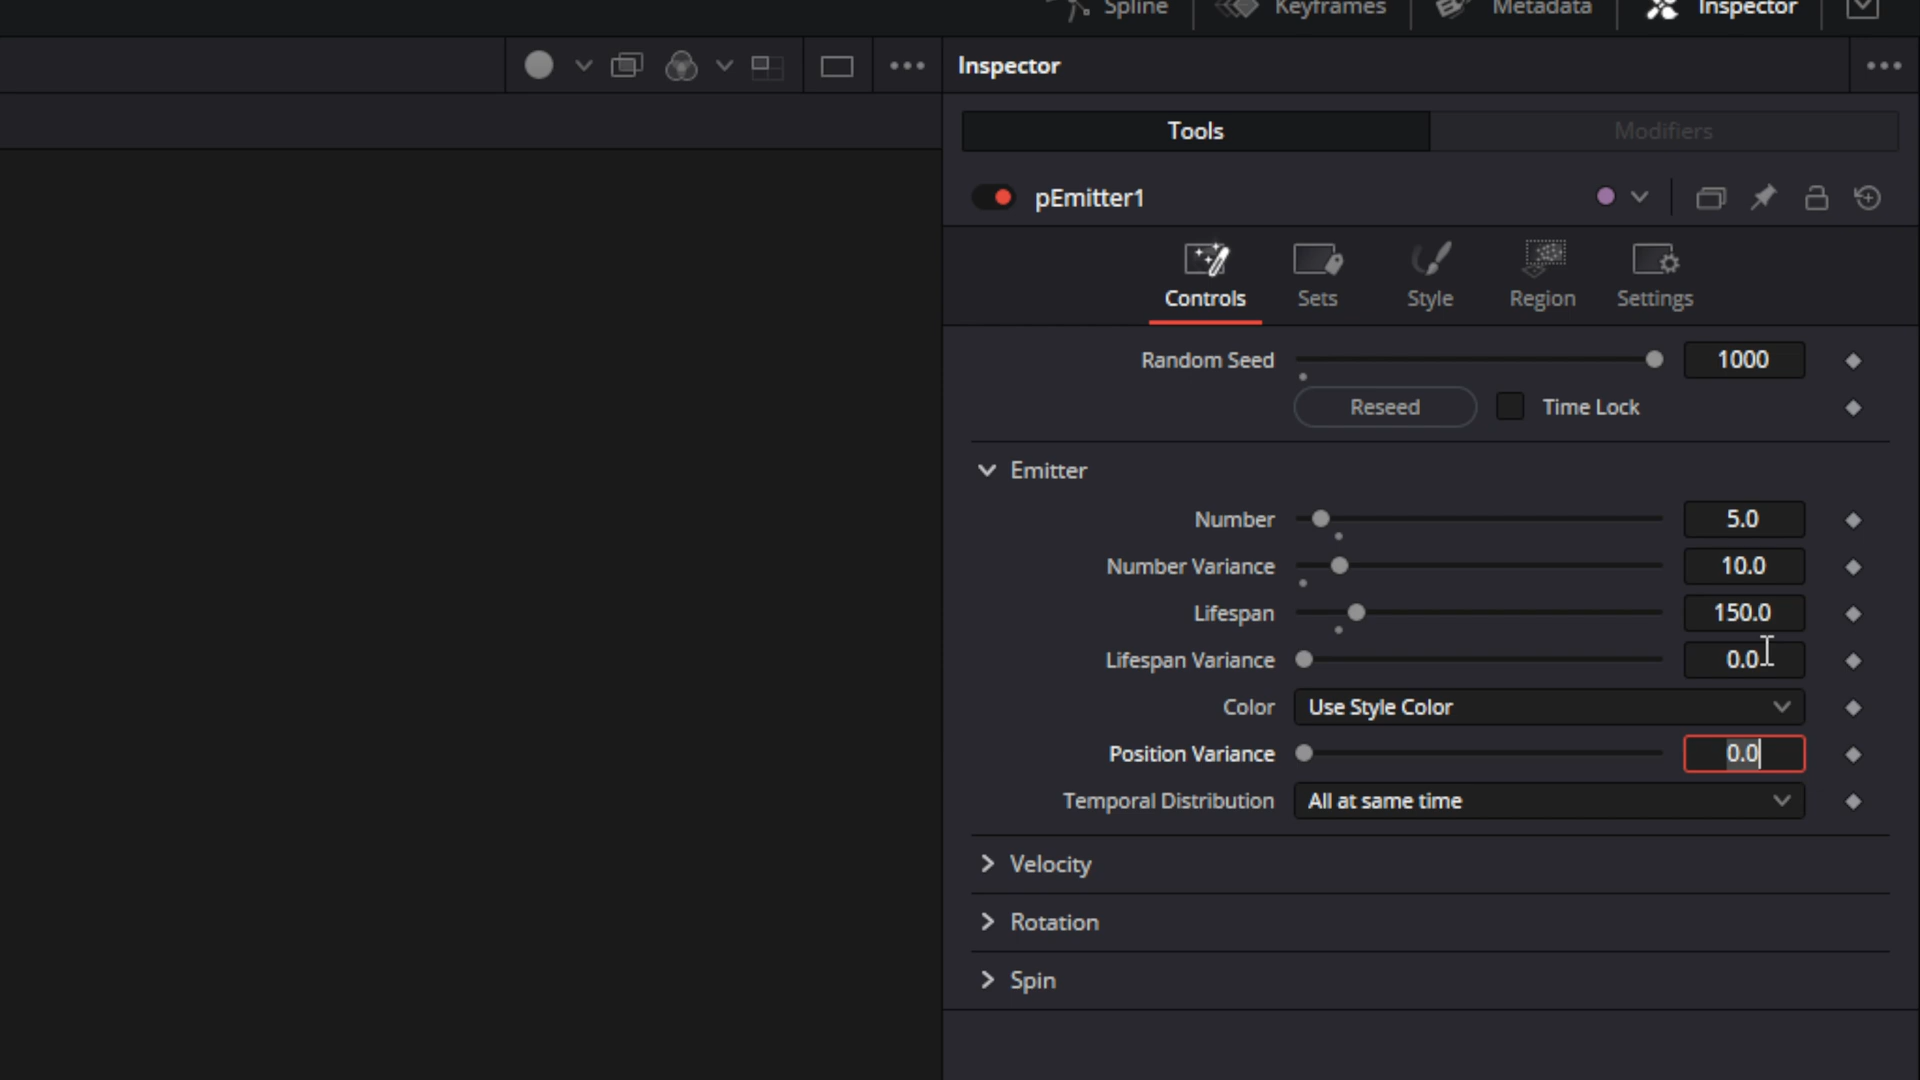 Spline
Keyframes
Metadata
Inspector
Inspector
Tools
Modifiers
pEmitter1
Controls
Sets
Style
Region
Settings
Random Seed
1000
Reseed
Time Lock
Emitter
Number
5.0
Number Variance
10.0
Lifespan
150.0
Lifespan Variance
0.0
Color
Use Style Color
Position Variance
0.0
Temporal Distribution
All at same time
Velocity
Rotation
Spin